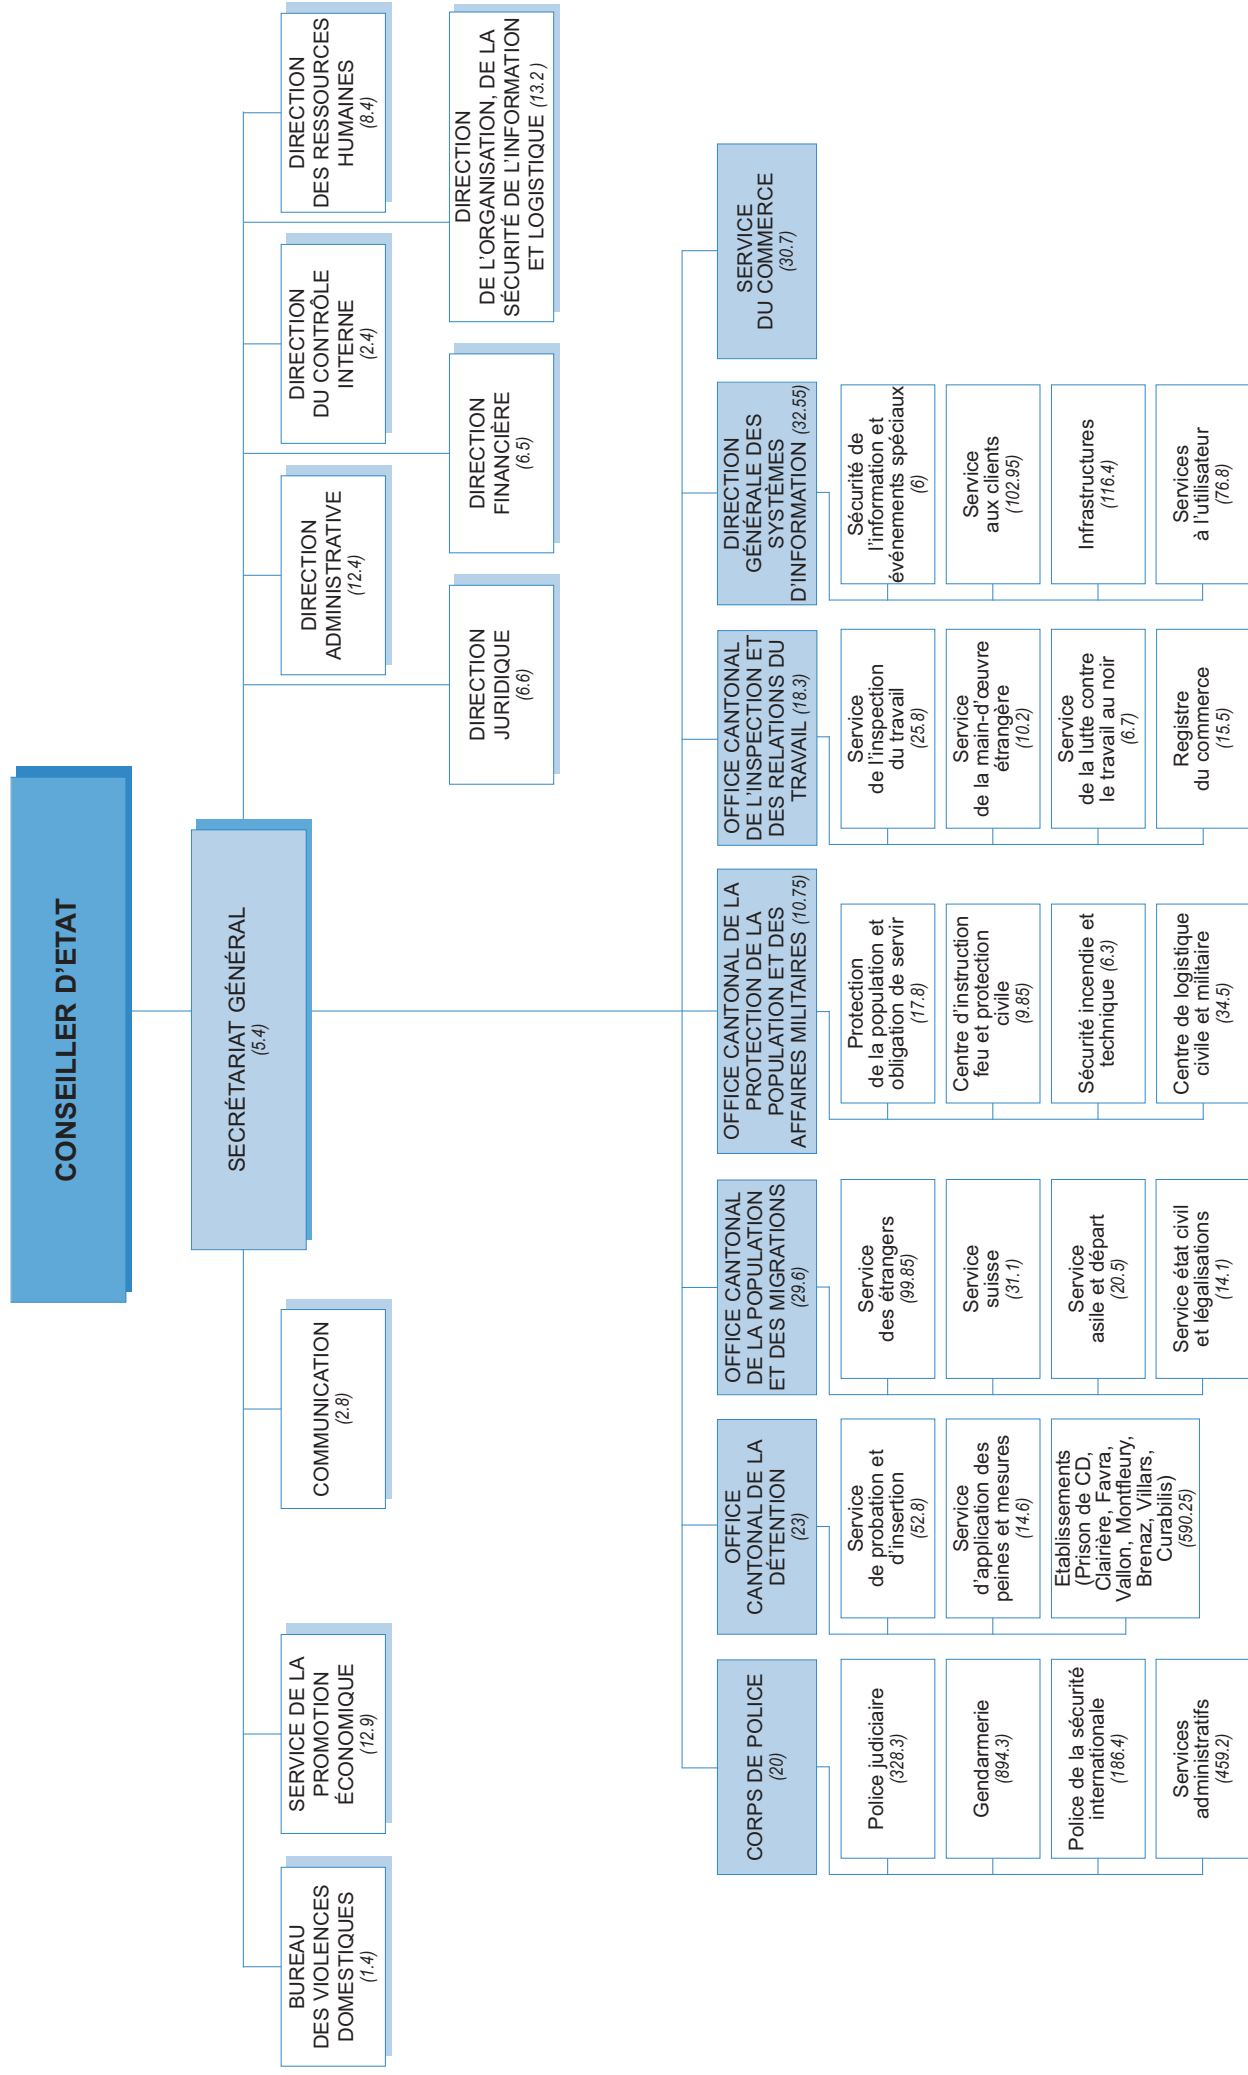 CONSEILLER D'ETAT
SECRÉTARIAT GÉNÉRAL
(5.4)
BUREAU
DES VIOLENCES
DOMESTIQUES
(1.4)
SERVICE DE LA
PROMOTION
ÉCONOMIQUE
(12.9)
COMMUNICATION
(2.8)
DIRECTION
ADMINISTRATIVE
(12.4)
DIRECTION
DU CONTRÔLE
INTERNE
(2.4)
DIRECTION
DES RESSOURCES
HUMAINES
(8.4)
DIRECTION
JURIDIQUE
(6.6)
DIRECTION
FINANCIÈRE
(6.5)
DIRECTION
DE L'ORGANISATION, DE LA
SÉCURITÉ DE L'INFORMATION
ET LOGISTIQUE (13.2 )
CORPS DE POLICE
(20)
Police judiciaire
(328.3)
Gendarmerie
(894.3)
Police de la sécurité
internationale
(186.4)
Services
administratifs
(459.2)
OFFICE
CANTONAL DE LA
DÉTENTION
(23)
Service
de probation et
d'insertion
(52.8)
Service
d'application des
peines et mesures
(14.6)
Etablissements
(Prison de CD,
Clairière, Favra,
Vallon, Montfleury,
Brenaz, Villars,
Curabilis)
(590.25)
OFFICE CANTONAL
DE LA POPULATION
ET DES MIGRATIONS
(29.6)
Service
des étrangers
(99.85)
Service
suisse
(31.1)
Service
asile et départ
(20.5)
Service état civil
et légalisations
(14.1)
OFFICE CANTONAL DE LA
PROTECTION DE LA
POPULATION ET DES
AFFAIRES MILITAIRES (10.75)
Protection
de la population et
obligation de servir
(17.8)
Centre d'instruction
feu et protection
civile
(9.85)
Sécurité incendie et
technique (6.3)
Centre de logistique
civile et militaire
(34.5)
OFFICE CANTONAL
DE L'INSPECTION ET
DES RELATIONS DU
TRAVAIL (18.3)
Service
de l'inspection
du travail
(25.8)
Service
de la main-d'œuvre
étrangère
(10.2)
Service
de la lutte contre
le travail au noir
(6.7)
Registre
du commerce
(15.5)
DIRECTION
GÉNÉRALE DES
SYSTÈMES
D'INFORMATION (32.55)
Sécurité de
l'information et
événements spéciaux
(6)
Service
aux clients
(102.95)
Infrastructures
(116.4)
Services
à l'utilisateur
(76.8)
SERVICE
DU COMMERCE
(30.7)